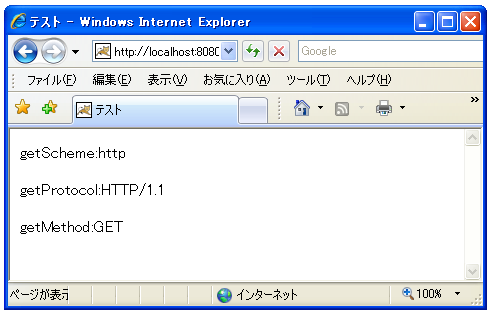 テスト - Windows Internet Explorer
http://localhost:8080
Google
ファイル(F) 編集(E) 表示(V) お気に入り(A) ツール(T) ヘルプ(H)
テスト
getScheme:http
getProtocol:HTTP/1.1
getMethod:GET
ページが表示 インターネット 100%